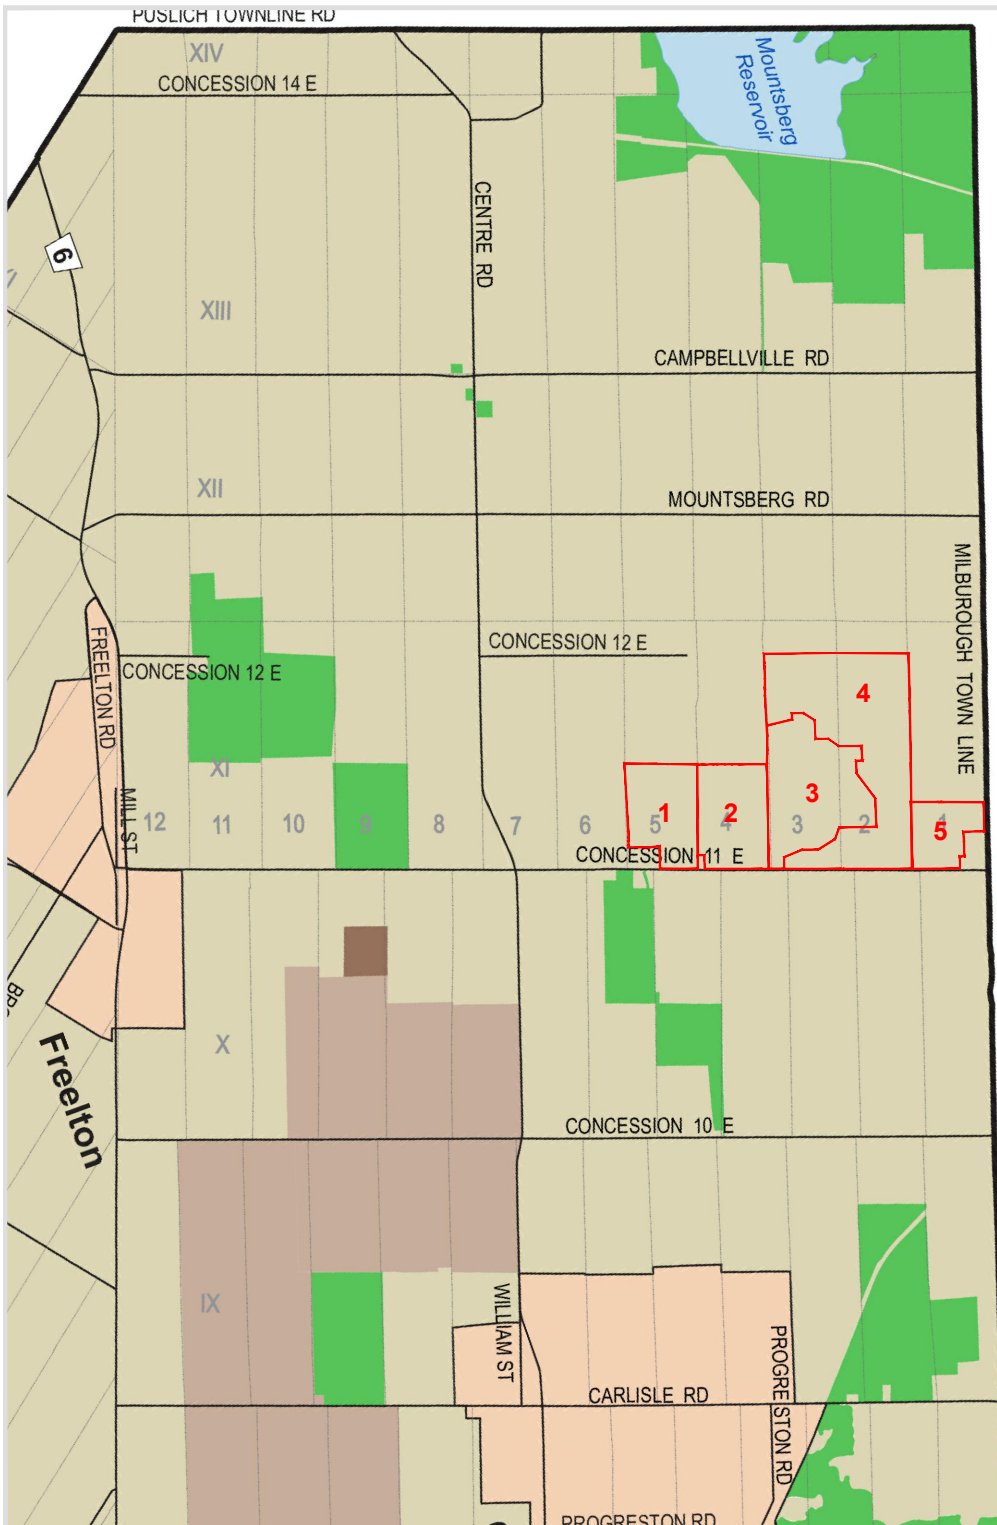 PUSLICH TOWNLINE RD
XIV
CONCESSION 14 E
Mountsberg
Reservoir
CENTRE RD
6
XIII
CAMPBELLVILLE RD
XII
MOUNTSBERG RD
MILBUROUGH TOWN LINE
FREELTON RD
CONCESSION 12 E
CONCESSION 12 E
4
XI
MILL ST
3
1
2
5
12
11
10
9
8
7
6
5
4
3
2
1
CONCESSION 11 E
X
Freelton
CONCESSION 10 E
IX
WILLIAM ST
PROGRESTON RD
CARLISLE RD
PROGRESTON RD